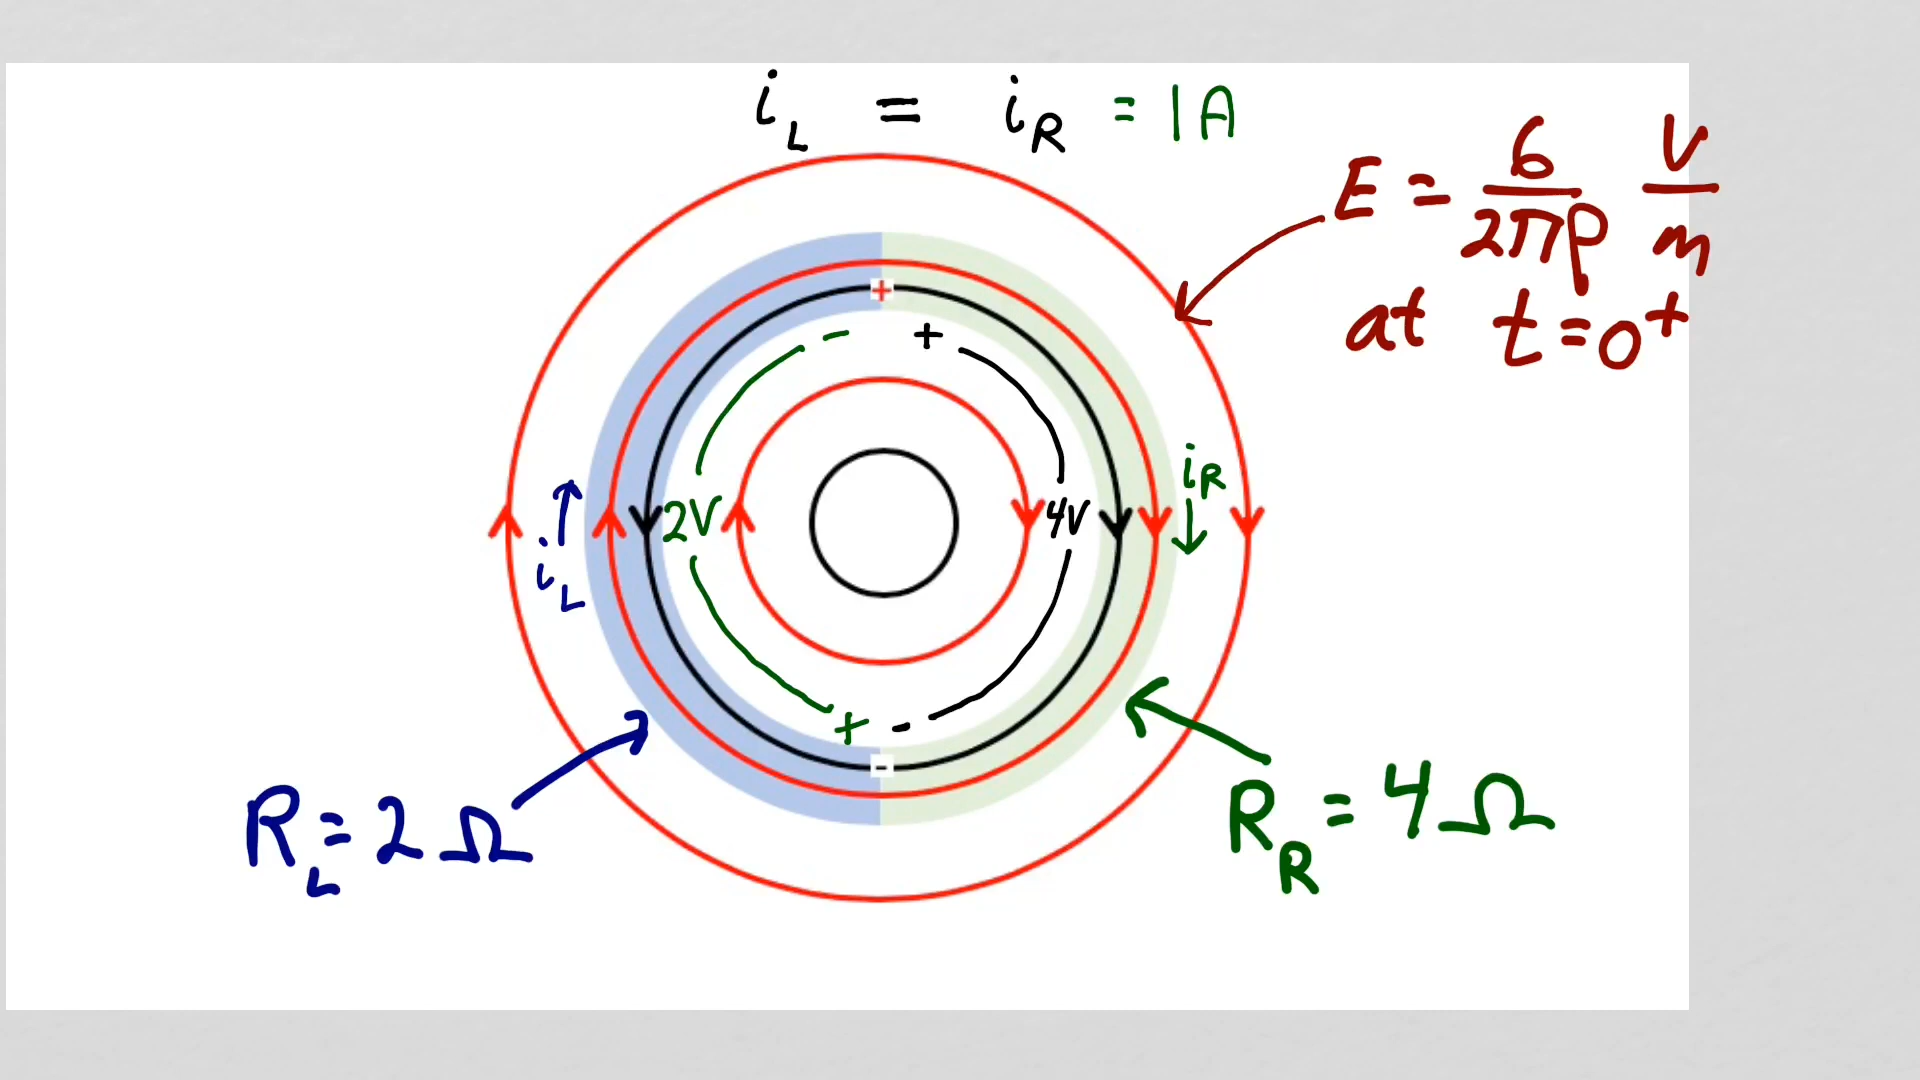 i_L = i_R = 1A
E = 6/2πρ V/m
at t=0⁺
+
- +
i_R
2V 4V
i_L
+ -
-
R_L = 2Ω
R_R = 4Ω